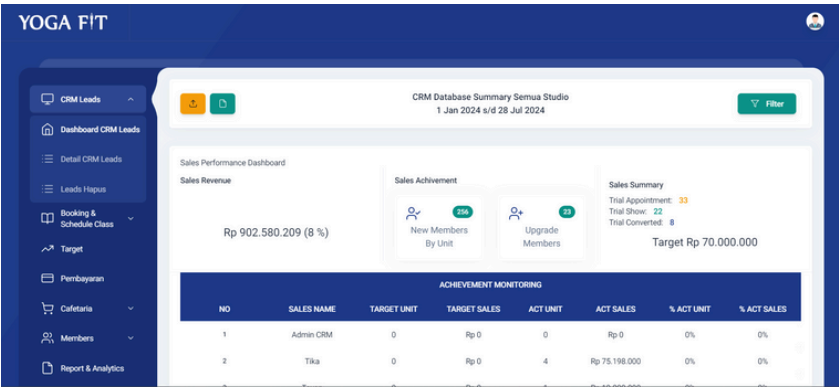 YOGA FIT
CRM Leads
Dashboard CRM Leads
Detail CRM Leads
Leads Hapus
Booking &
Schedule Class
Target
Pembayaran
Cafetaria
Members
Report & Analytics
CRM Database Summary Semua Studio
1 Jan 2024 s/d 28 Jul 2024
Filter
Sales Performance Dashboard
Sales Revenue
Rp 902.580.209 (8 %)
Sales Achivement
256
New Members
By Unit
23
Upgrade
Members
Sales Summary
Trial Appointment: 33
Trial Show: 22
Trial Converted: 8
Target Rp 70.000.000
ACHIEVEMENT MONITORING
NO SALES NAME TARGET UNIT TARGET SALES ACT UNIT ACT SALES % ACT UNIT % ACT SALES
1 Admin CRM 0 Rp 0 0 Rp 0 0% 0%
2 Tika 0 Rp 0 4 Rp 75.198.000 0% 0%